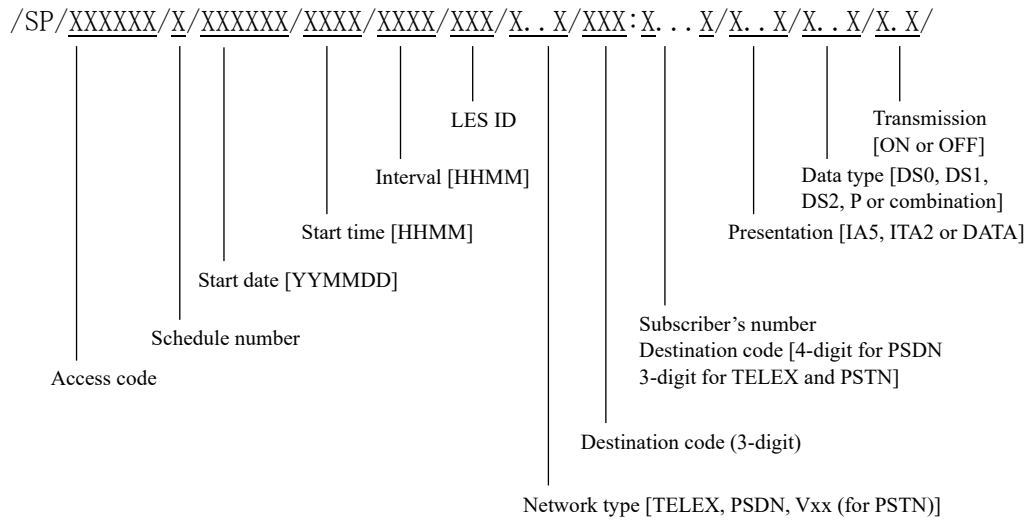 /SP/XXXXXX/X/XXXXXX/XXXX/XXXX/XXX/X..X/XXX:X...X/X..X/X..X/X.X/
LES ID
Transmission
[ON or OFF]
Interval [HHMM]
Data type [DS0, DS1,
DS2, P or combination]
Start time [HHMM]
Presentation [IA5, ITA2 or DATA]
Start date [YYMMDD]
Schedule number
Subscriber’s number
Destination code [4-digit for PSDN
3-digit for TELEX and PSTN]
Access code
Destination code (3-digit)
Network type [TELEX, PSDN, Vxx (for PSTN)]